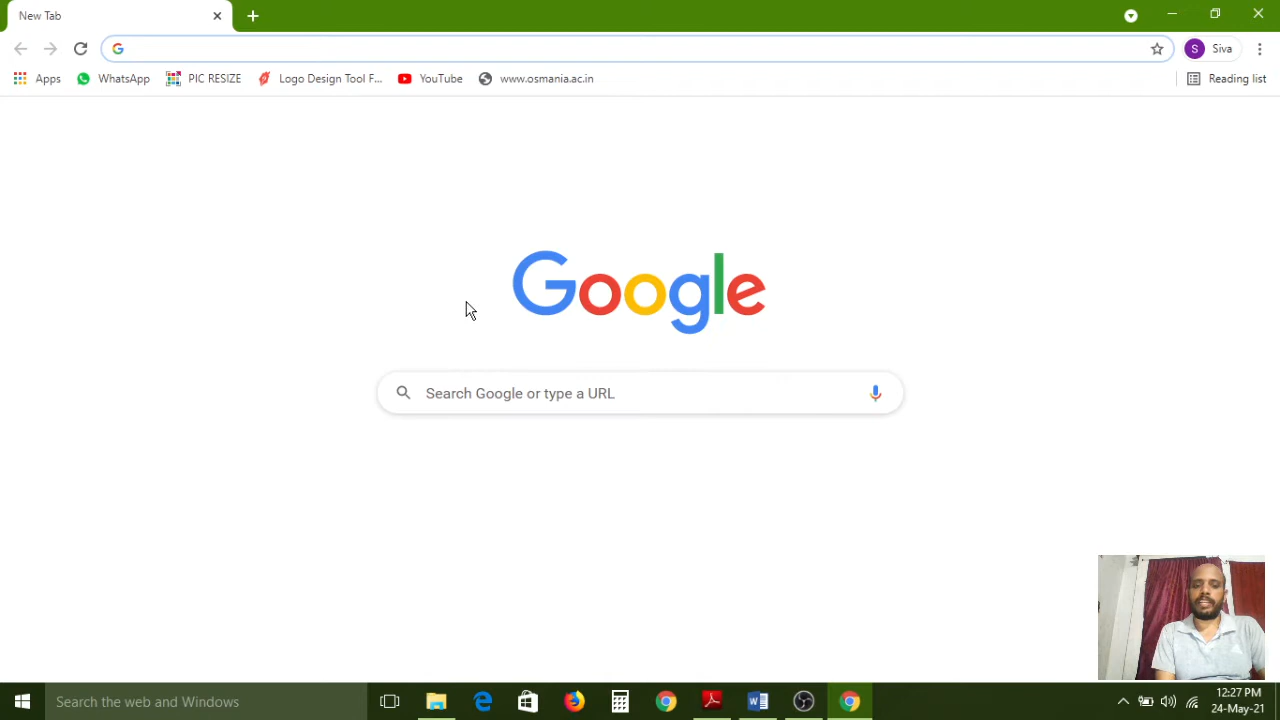 New Tab
S Siva
Apps WhatsApp PIC RESIZE Logo Design Tool F... YouTube www.osmania.ac.in Reading list
Google
Search Google or type a URL
Search the web and Windows
12:27 PM
24-May-21